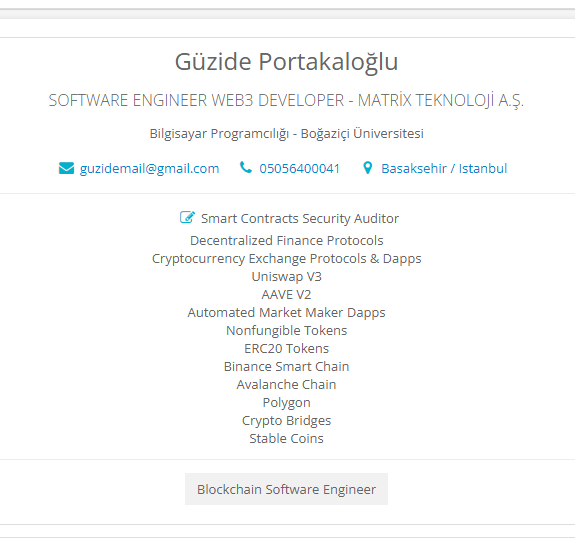 Güzide Portakaloğlu
SOFTWARE ENGINEER WEB3 DEVELOPER - MATRİX TEKNOLOJİ A.Ş.
Bilgisayar Programcılığı - Boğaziçi Üniversitesi
guzidemail@gmail.com 05056400041 Basaksehir / Istanbul
Smart Contracts Security Auditor
Decentralized Finance Protocols
Cryptocurrency Exchange Protocols & Dapps
Uniswap V3
AAVE V2
Automated Market Maker Dapps
Nonfungible Tokens
ERC20 Tokens
Binance Smart Chain
Avalanche Chain
Polygon
Crypto Bridges
Stable Coins
Blockchain Software Engineer